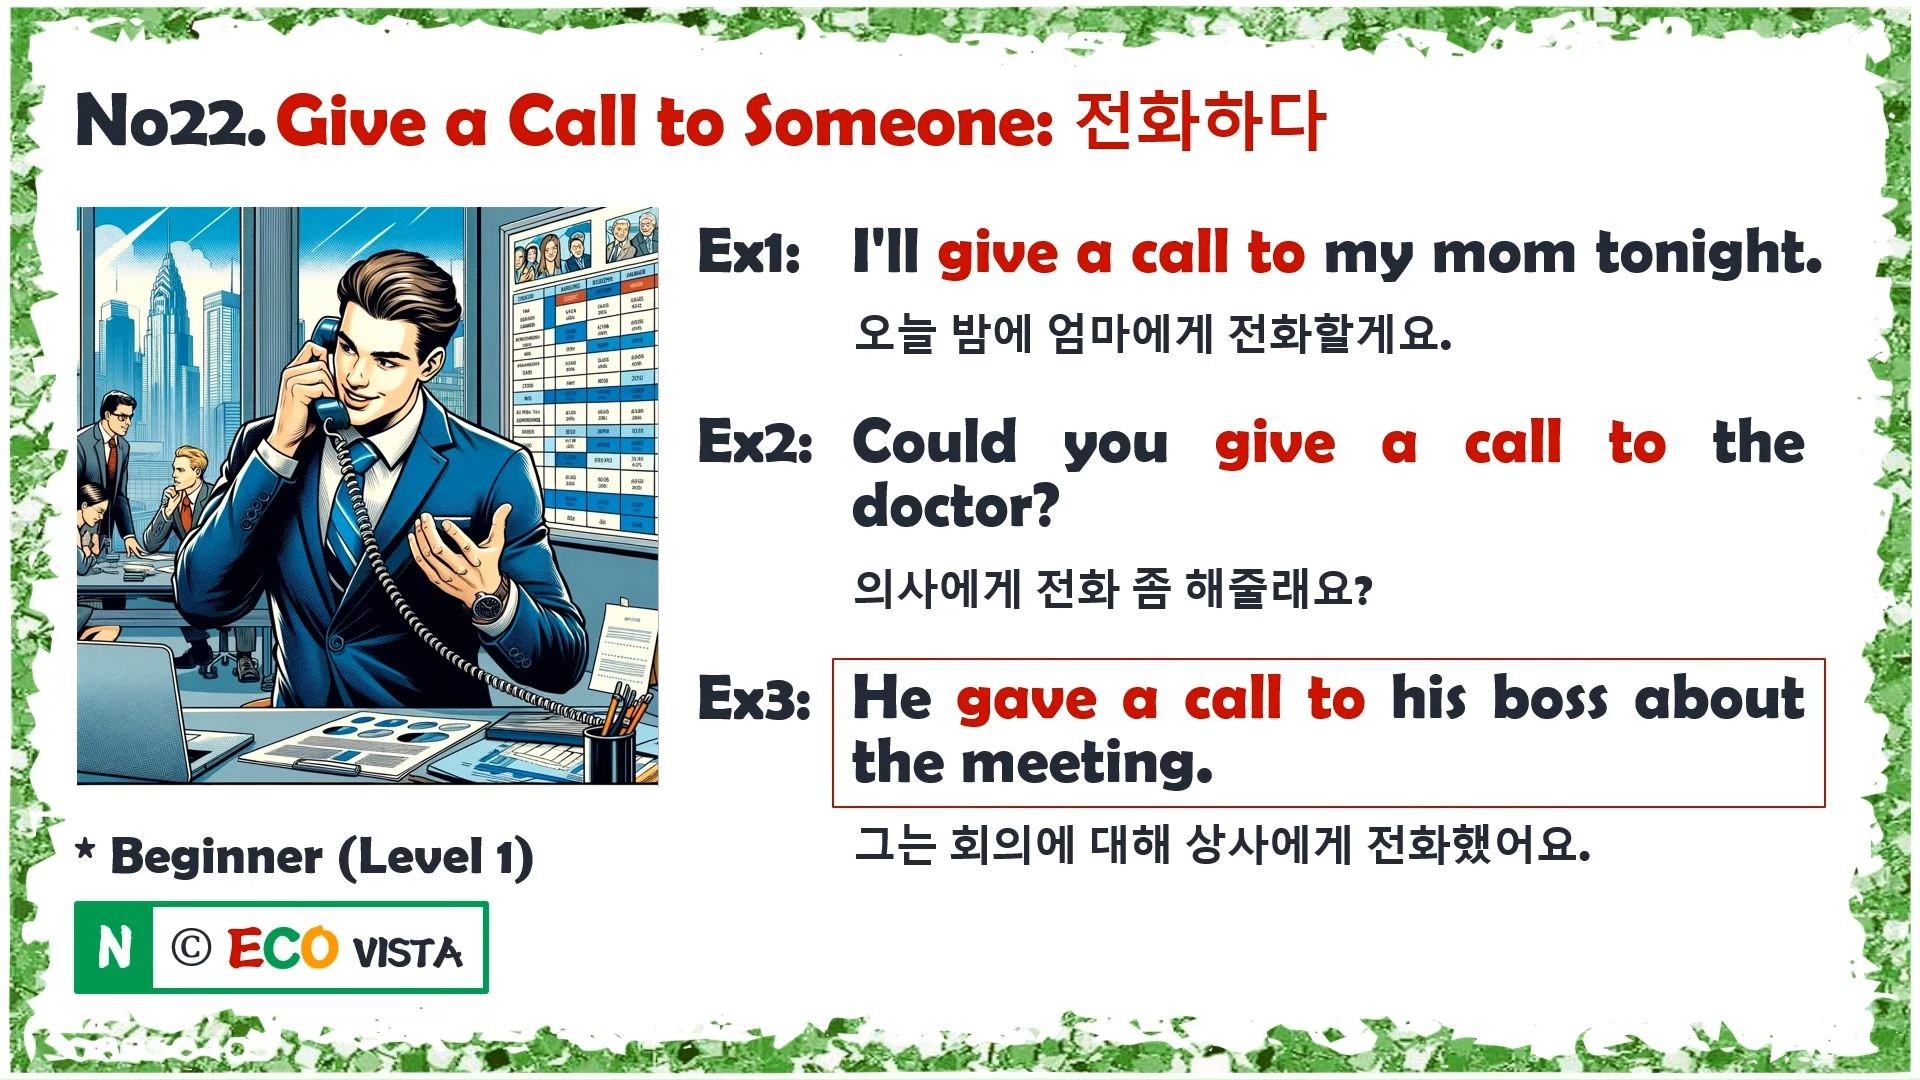 No22. Give a Call to Someone: 전화하다
Ex1: I'll give a call to my mom tonight.
오늘 밤에 엄마에게 전화할게요.
Ex2: Could you give a call to the
doctor?
의사에게 전화 좀 해줄래요?
Ex3: He gave a call to his boss about
the meeting.
그는 회의에 대해 상사에게 전화했어요.
* Beginner (Level 1)
N © ECO VISTA